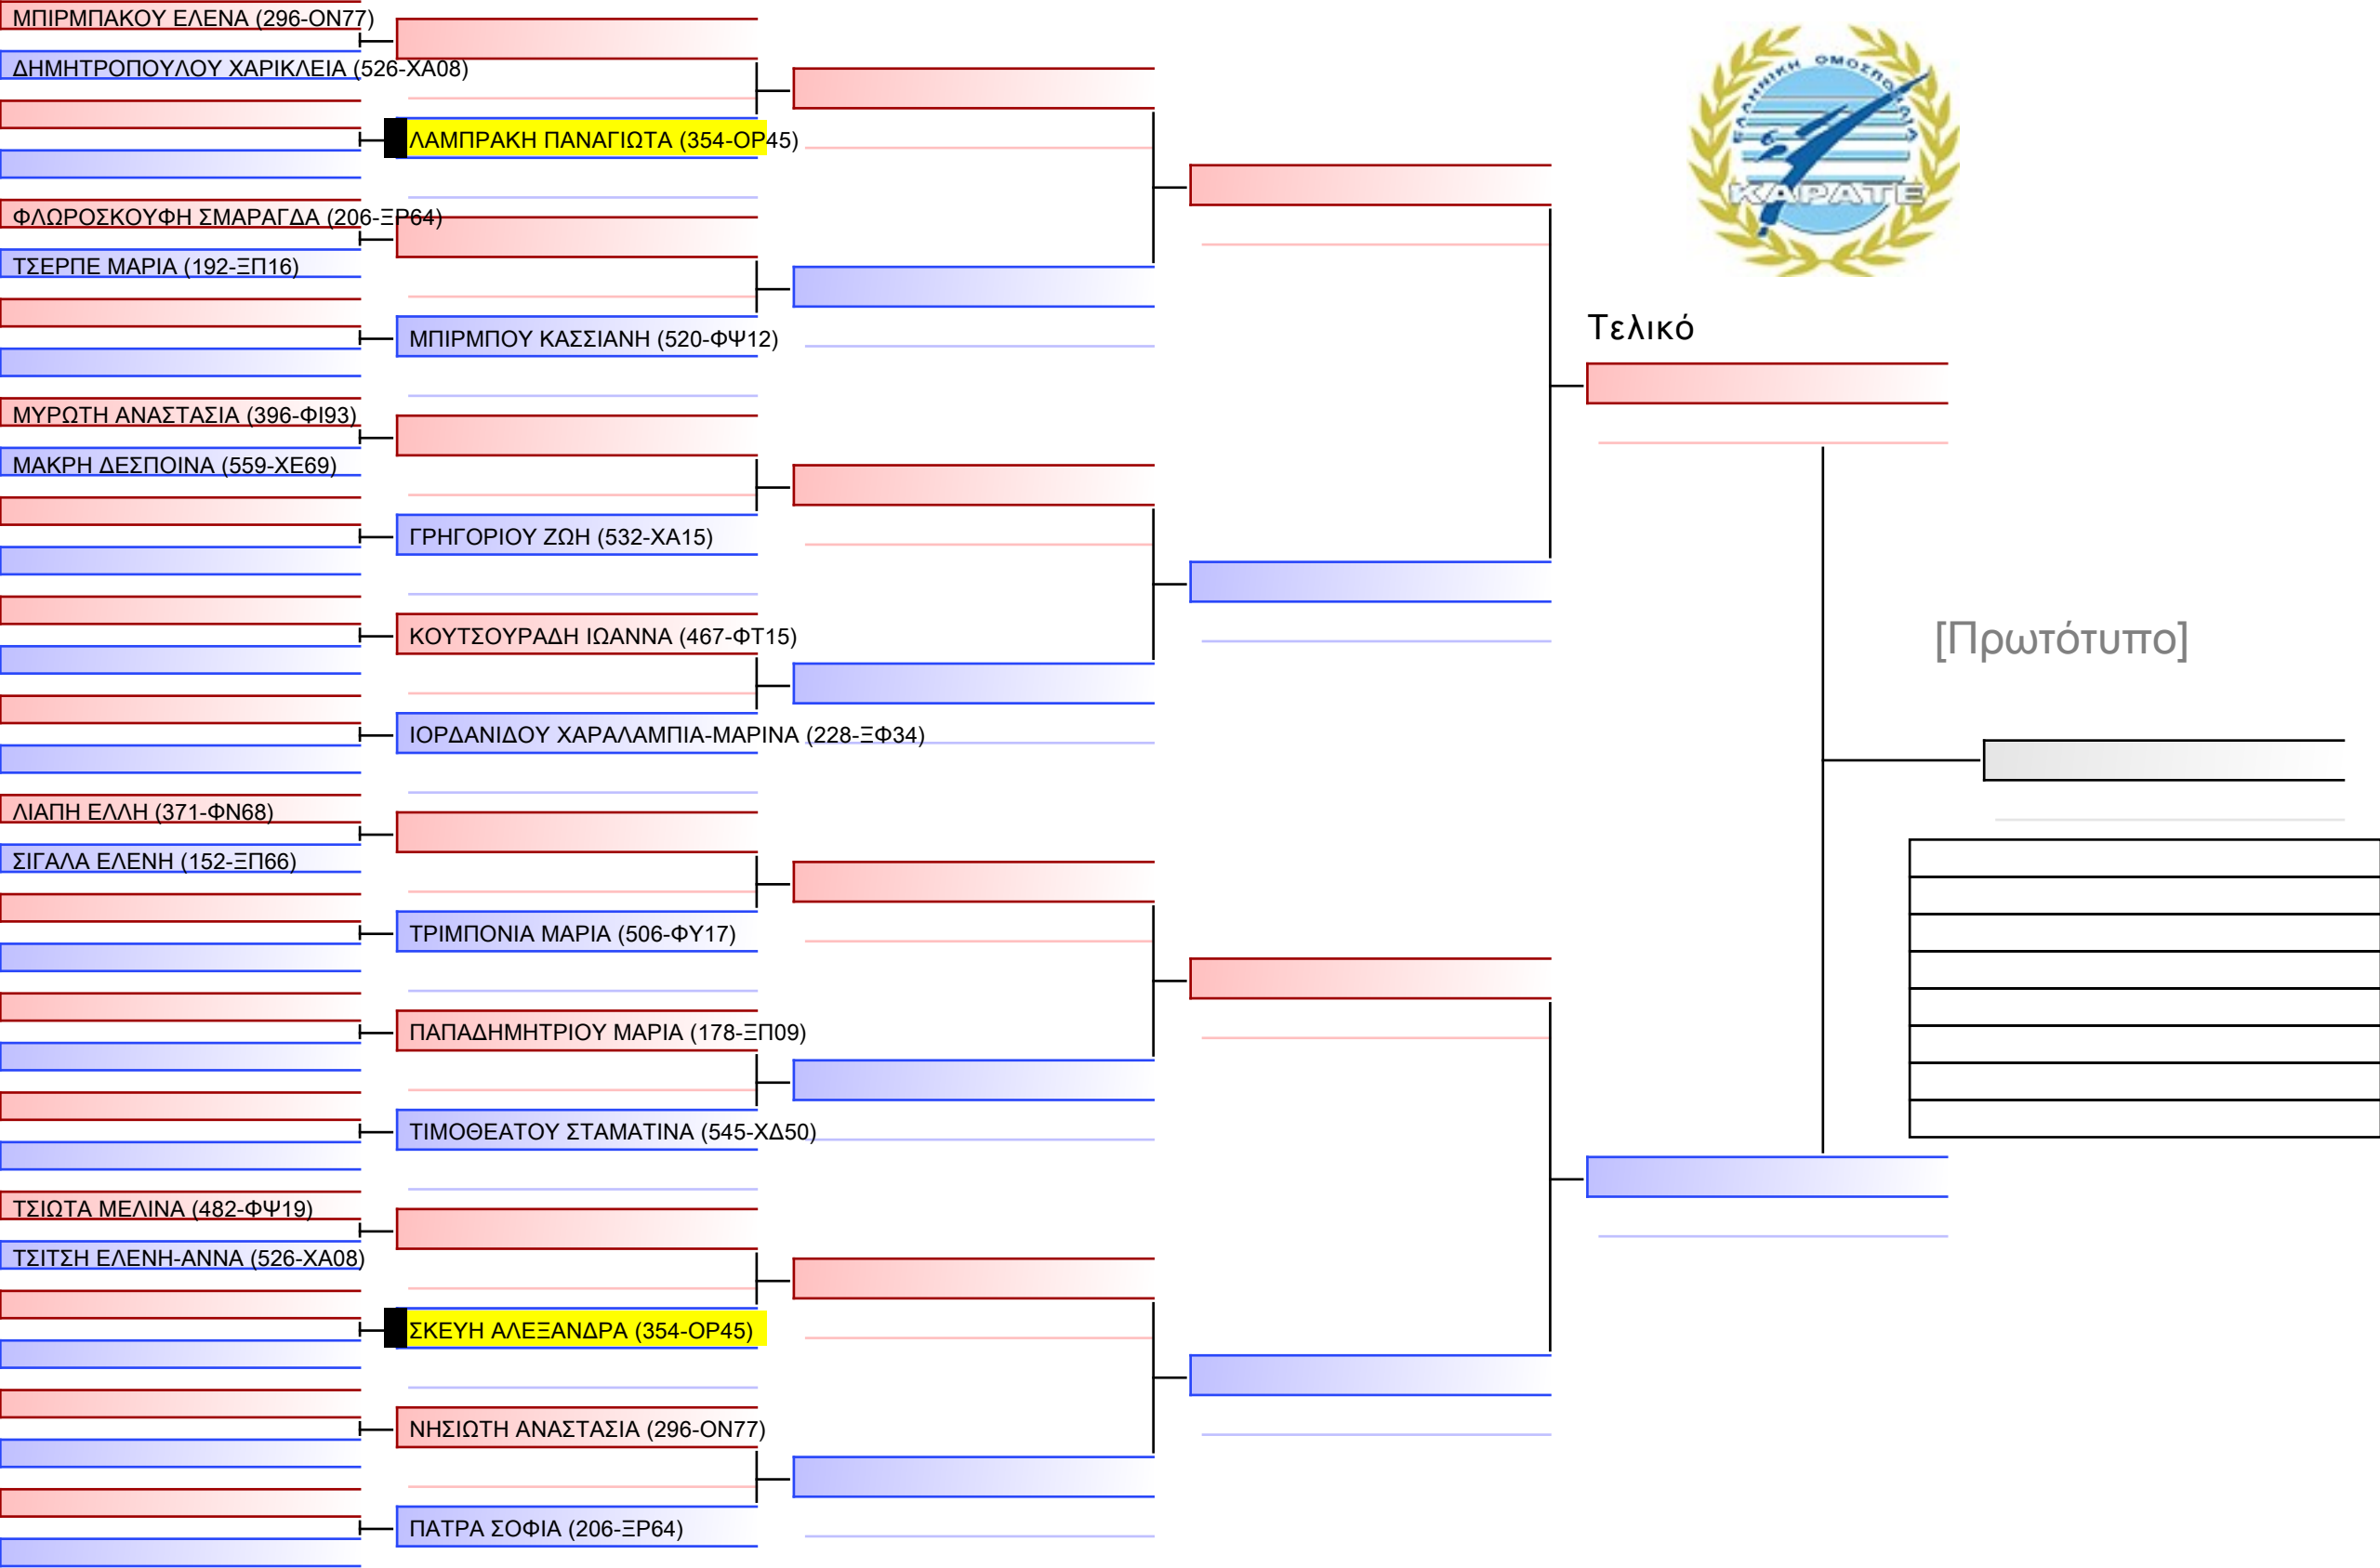 ΜΠΙΡΜΠΑΚΟΥ ΕΛΕΝΑ (296-ΟΝ77)
ΔΗΜΗΤΡΟΠΟΥΛΟΥ ΧΑΡΙΚΛΕΙΑ (526-ΧΑ08)
ΛΑΜΠΡΑΚΗ ΠΑΝΑΓΙΩΤΑ (354-ΟΡ45)
ΦΛΩΡΟΣΚΟΥΦΗ ΣΜΑΡΑΓΔΑ (206-ΞΡ64)
ΤΣΕΡΠΕ ΜΑΡΙΑ (192-ΞΠ16)
ΜΠΙΡΜΠΟΥ ΚΑΣΣΙΑΝΗ (520-ΦΨ12)
ΜΥΡΩΤΗ ΑΝΑΣΤΑΣΙΑ (396-ΦΙ93)
ΜΑΚΡΗ ΔΕΣΠΟΙΝΑ (559-ΧΕ69)
ΓΡΗΓΟΡΙΟΥ ΖΩΗ (532-ΧΑ15)
ΚΟΥΤΣΟΥΡΑΔΗ ΙΩΑΝΝΑ (467-ΦΤ15)
ΙΟΡΔΑΝΙΔΟΥ ΧΑΡΑΛΑΜΠΙΑ-ΜΑΡΙΝΑ (228-ΞΦ34)
ΛΙΑΠΗ ΕΛΛΗ (371-ΦΝ68)
ΣΙΓΑΛΑ ΕΛΕΝΗ (152-ΞΠ66)
ΤΡΙΜΠΟΝΙΑ ΜΑΡΙΑ (506-ΦΥ17)
ΠΑΠΑΔΗΜΗΤΡΙΟΥ ΜΑΡΙΑ (178-ΞΠ09)
ΤΙΜΟΘΕΑΤΟΥ ΣΤΑΜΑΤΙΝΑ (545-ΧΔ50)
ΤΣΙΩΤΑ ΜΕΛΙΝΑ (482-ΦΨ19)
ΤΣΙΤΣΗ ΕΛΕΝΗ-ΑΝΝΑ (526-ΧΑ08)
ΣΚΕΥΗ ΑΛΕΞΑΝΔΡΑ (354-ΟΡ45)
ΝΗΣΙΩΤΗ ΑΝΑΣΤΑΣΙΑ (296-ΟΝ77)
ΠΑΤΡΑ ΣΟΦΙΑ (206-ΞΡ64)
ΕΛΛΗΝΙΚΗ ΟΜΟΣΠΟΝΔΙΑ
ΚΑΡΑΤΕ
Τελικό
[Πρωτότυπο]